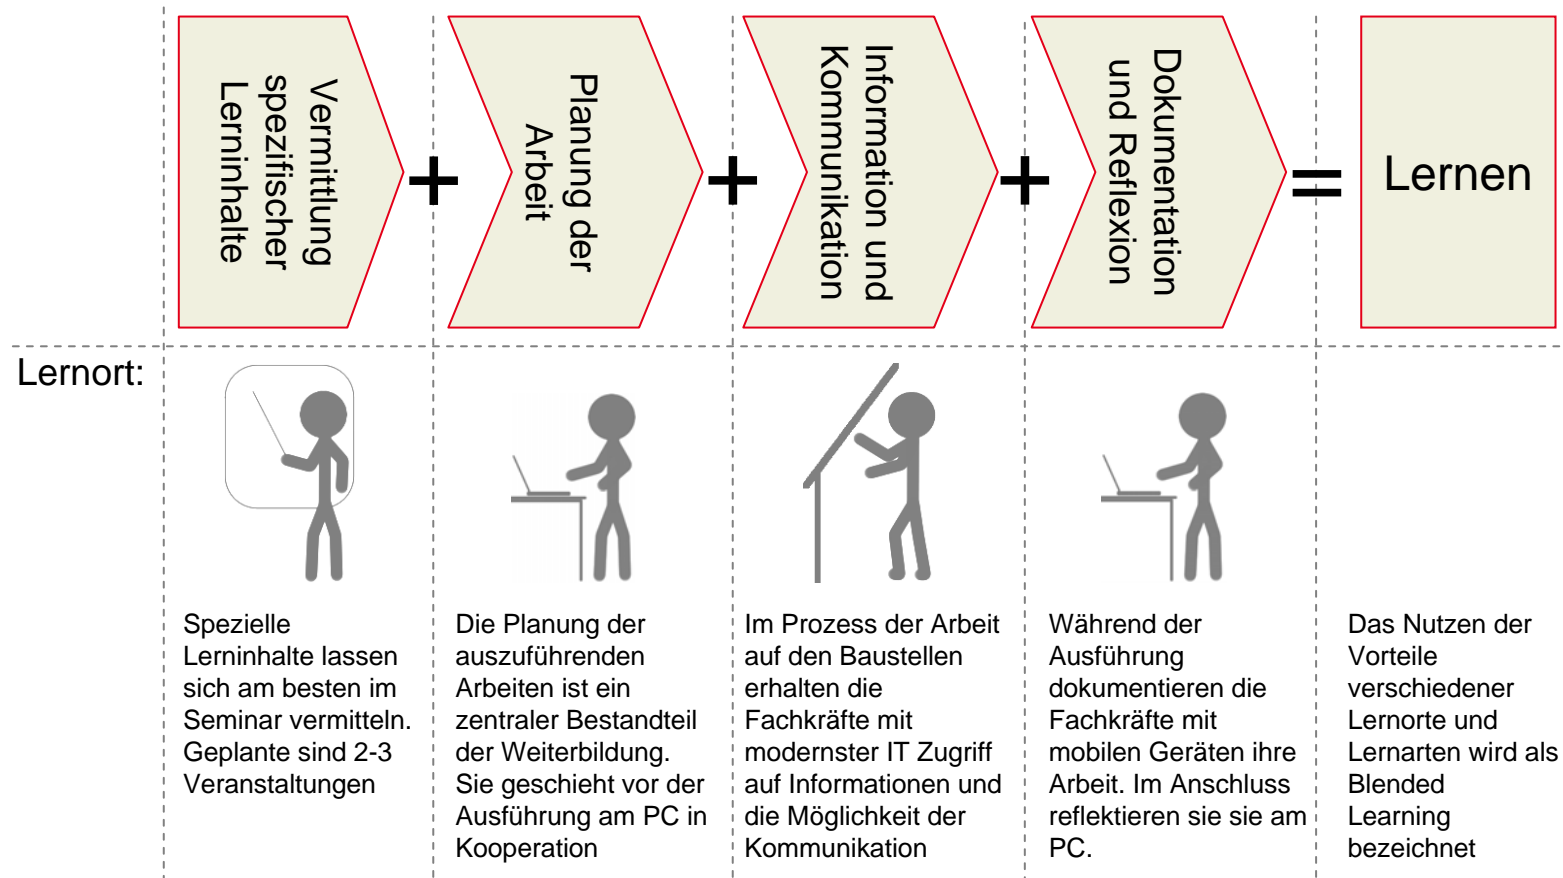 Vermittlung
spezifischer
Lerninhalte
+
Planung der
Arbeit
+
Information und
Kommunikation
+
Dokumentation
und Reflexion
=
Lernen
Lernort:
Spezielle
Lerninhalte lassen
sich am besten im
Seminar vermitteln.
Geplante sind 2-3
Veranstaltungen
Die Planung der
auszuführenden
Arbeiten ist ein
zentraler Bestandteil
der Weiterbildung.
Sie geschieht vor der
Ausführung am PC in
Kooperation
Im Prozess der Arbeit
auf den Baustellen
erhalten die
Fachkräfte mit
modernster IT Zugriff
auf Informationen und
die Möglichkeit der
Kommunikation
Während der
Ausführung
dokumentieren die
Fachkräfte mit
mobilen Geräten ihre
Arbeit. Im Anschluss
reflektieren sie sie am
PC.
Das Nutzen der
Vorteile
verschiedener
Lernorte und
Lernarten wird als
Blended
Learning
bezeichnet